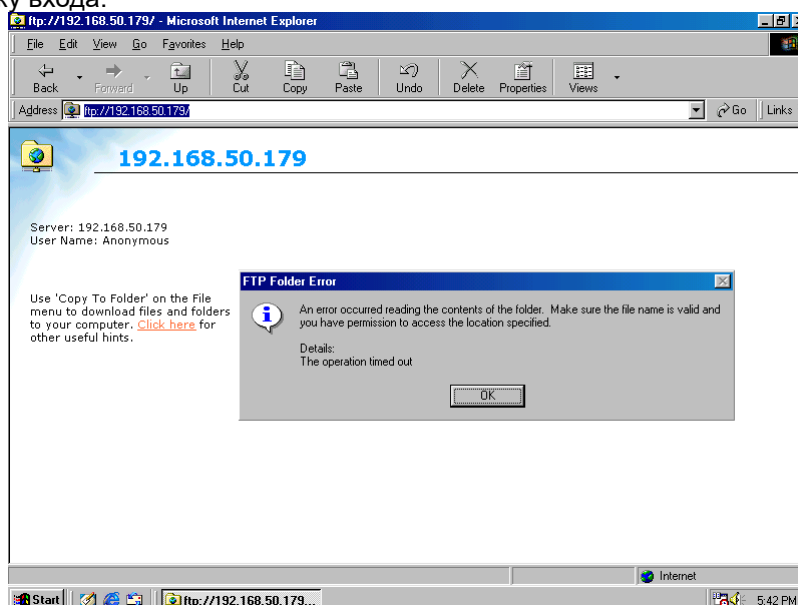 ку входа.
ftp://192.168.50.179/ - Microsoft Internet Explorer
File Edit View Go Favorites Help
Back Forward Up Cut Copy Paste Undo Delete Properties Views
Address ftp://192.168.50.179/ Go Links
192.168.50.179
Server: 192.168.50.179
User Name: Anonymous
FTP Folder Error
Use 'Copy To Folder' on the File
menu to download files and folders
to your computer. Click here for
other useful hints.
An error occurred reading the contents of the folder. Make sure the file name is valid and
you have permission to access the location specified.
Details:
The operation timed out
OK
Internet
Start ftp://192.168.50.179... 5:42 PM